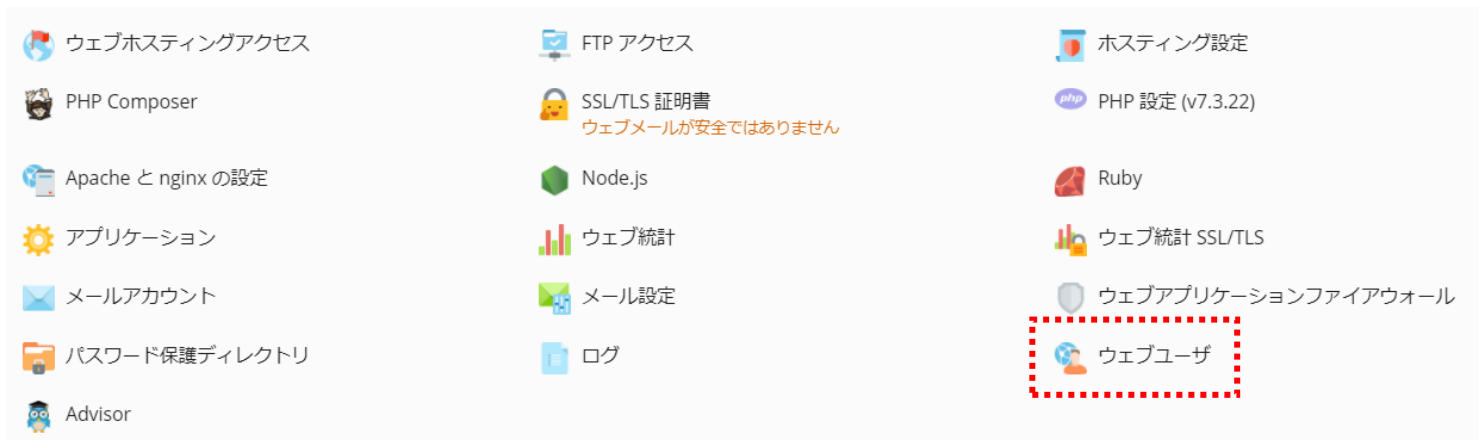 ウェブホスティングアクセス
FTP アクセス
ホスティング設定
PHP Composer
SSL/TLS 証明書
ウェブメールが安全ではありません
php
PHP 設定 (v7.3.22)
Apache と nginx の設定
Node.js
Ruby
アプリケーション
ウェブ統計
ウェブ統計 SSL/TLS
メールアカウント
メール設定
ウェブアプリケーションファイアウォール
パスワード保護ディレクトリ
ログ
ウェブユーザ
Advisor